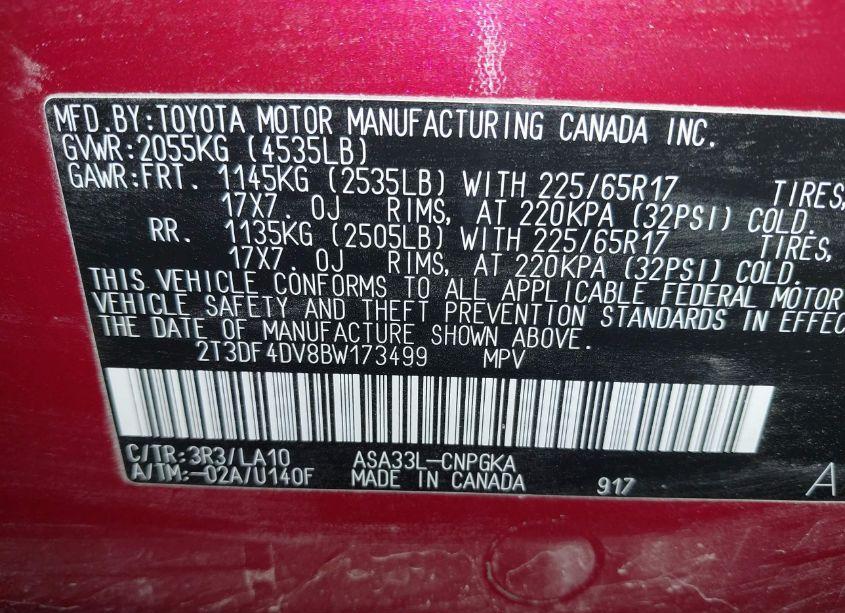 MFD.BY:TOYOTA MOTOR MANUFACTURING CANADA INC.
GVWR:2055KG (4535LB)
GAWR:FRT. 1145KG (2535LB) WITH 225/65R17 TIRES,
17X7. 0J RIMS, AT 220KPA (32PSI) COLD.
RR. 1135KG (2505LB) WITH 225/65R17 TIRES,
17X7 0J RIMS, AT 220KPA (32PSI) COLD.
THIS VEHICLE CONFORMS TO ALL APPLICABLE FEDERAL MOTOR
VEHICLE SAFETY AND THEFT PREVENTION STANDARDS IN EFFEC
THE DATE OF MANUFACTURE SHOWN ABOVE.
2T3DF4DV8BW173499 MPV
C/TR:3R3/LA10 ASA33L-CNPGKA
A/TM:-02A/U140F MADE IN CANADA 917 A